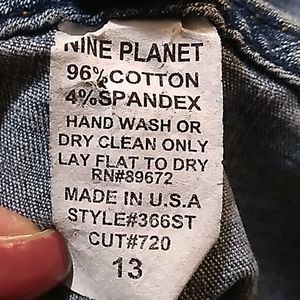 NINE PLANET
96%COTTON
4%SPANDEX
HAND WASH OR
DRY CLEAN ONLY
LAY FLAT TO DRY
RN#89672
MADE IN U.S.A
STYLE#366ST
CUT#720
13